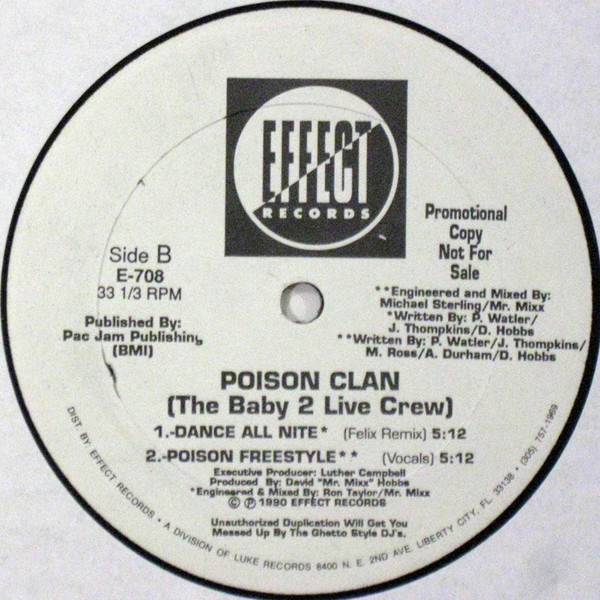 EFFECT
RECORDS
Promotional
Copy
Not For
Sale
Side B
E-708
33 1/3 RPM
Published By:
Pac Jam Publishing
(BMI)
**Engineered and Mixed By:
Michael Sterling/Mr. Mixx
*Written By: P. Watler/
J. Thompkins/D. Hobbs
**Written By: P. Watler/J. Thompkins/
M. Ross/A. Durham/D. Hobbs
POISON CLAN
(The Baby 2 Live Crew)
1.-DANCE ALL NITE* (Felix Remix) 5:12
2.-POISON FREESTYLE** (Vocals) 5:12
Executive Producer: Luther Campbell
Produced By: David "Mr. Mixx" Hobbs
*Engineered & Mixed By: Ron Taylor/Mr. Mixx
© ℗ 1990 EFFECT RECORDS
Unauthorized Duplication Will Get You
Messed Up By The Ghetto Style DJ's.
DIST. BY EFFECT RECORDS • A DIVISION OF LUKE RECORDS 8400 N. E. 2ND AVE. LIBERTY CITY, FL. 33138 • (305) 757-1969